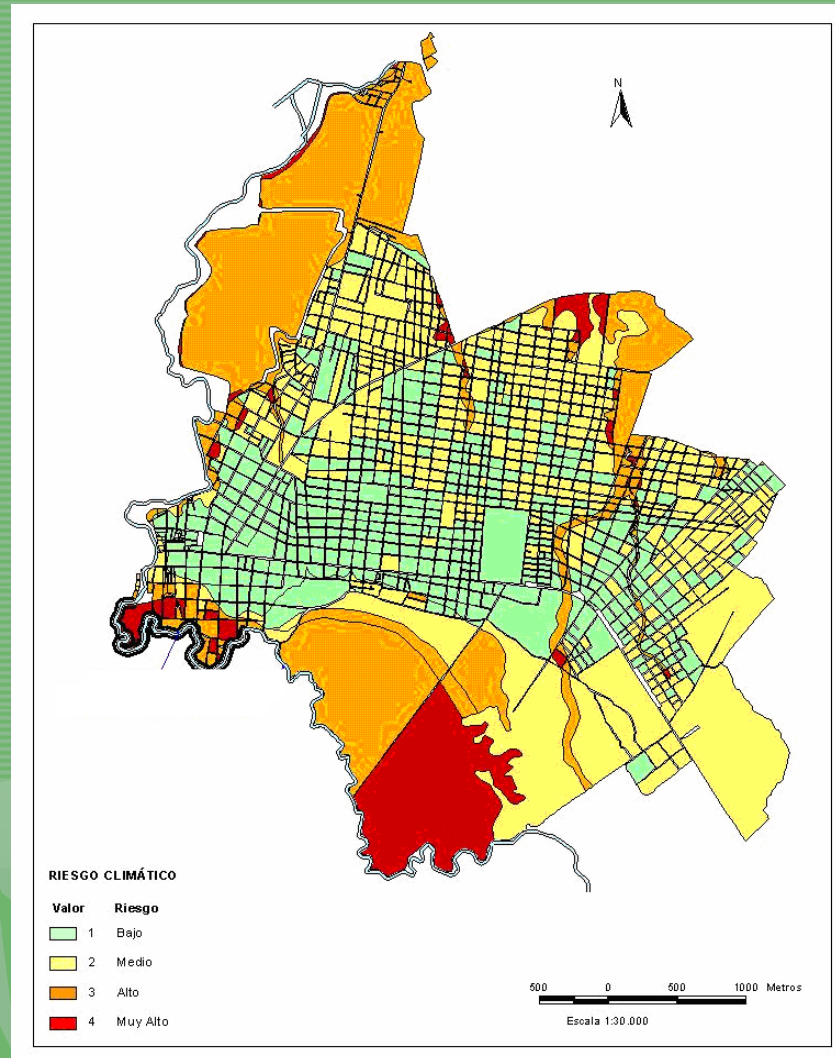 N
RIESGO CLIMÁTICO
Valor Riesgo
1 Bajo
2 Medio
3 Alto
4 Muy Alto
500 0 500 1000 Metros
Escala 1:30.000